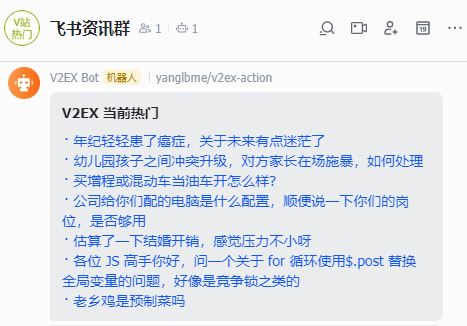 V站
热门
飞书资讯群 1 1
19
V2EX Bot 机器人 yanglbme/v2ex-action
V2EX 当前热门
· 年纪轻轻患了癌症，关于未来有点迷茫了
· 幼儿园孩子之间冲突升级，对方家长在场施暴，如何处理
· 买增程或混动车当油车开怎么样？
· 公司给你们配的电脑是什么配置，顺便说一下你们的岗
位，是否够用
· 估算了一下结婚开销，感觉压力不小呀
· 各位 JS 高手你好，问一个关于 for 循环使用$.post 替换
全局变量的问题，好像是竞争锁之类的
· 老乡鸡是预制菜吗